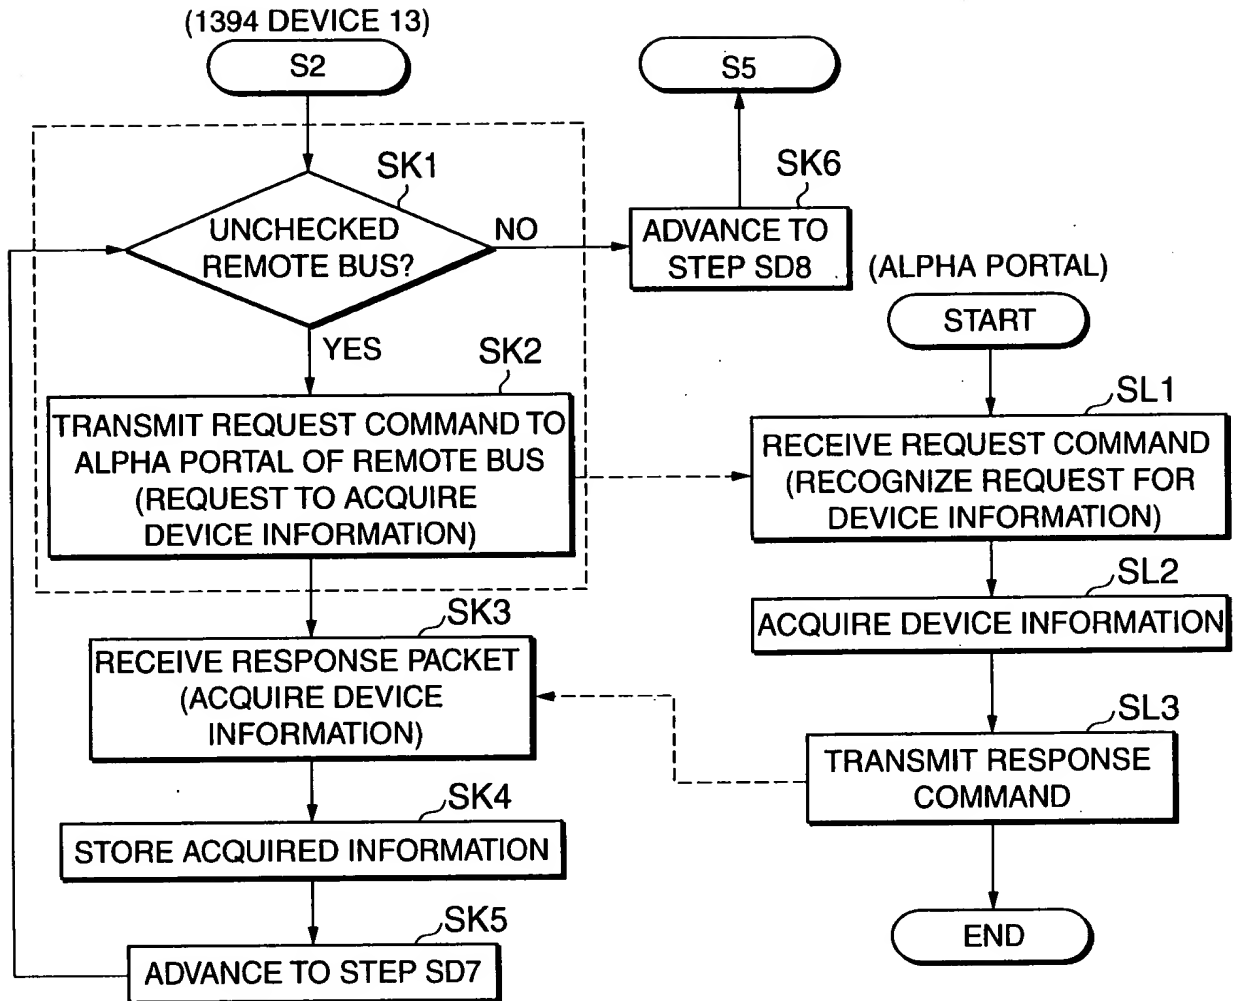 (1394 DEVICE 13)
S2
S5
SK1
UNCHECKED
REMOTE BUS?
NO
YES
SK6
ADVANCE TO
STEP SD8
SK2
TRANSMIT REQUEST COMMAND TO
ALPHA PORTAL OF REMOTE BUS
(REQUEST TO ACQUIRE
DEVICE INFORMATION)
SK3
RECEIVE RESPONSE PACKET
(ACQUIRE DEVICE
INFORMATION)
SK4
STORE ACQUIRED INFORMATION
SK5
ADVANCE TO STEP SD7
(ALPHA PORTAL)
START
SL1
RECEIVE REQUEST COMMAND
(RECOGNIZE REQUEST FOR
DEVICE INFORMATION)
SL2
ACQUIRE DEVICE INFORMATION
SL3
TRANSMIT RESPONSE
COMMAND
END